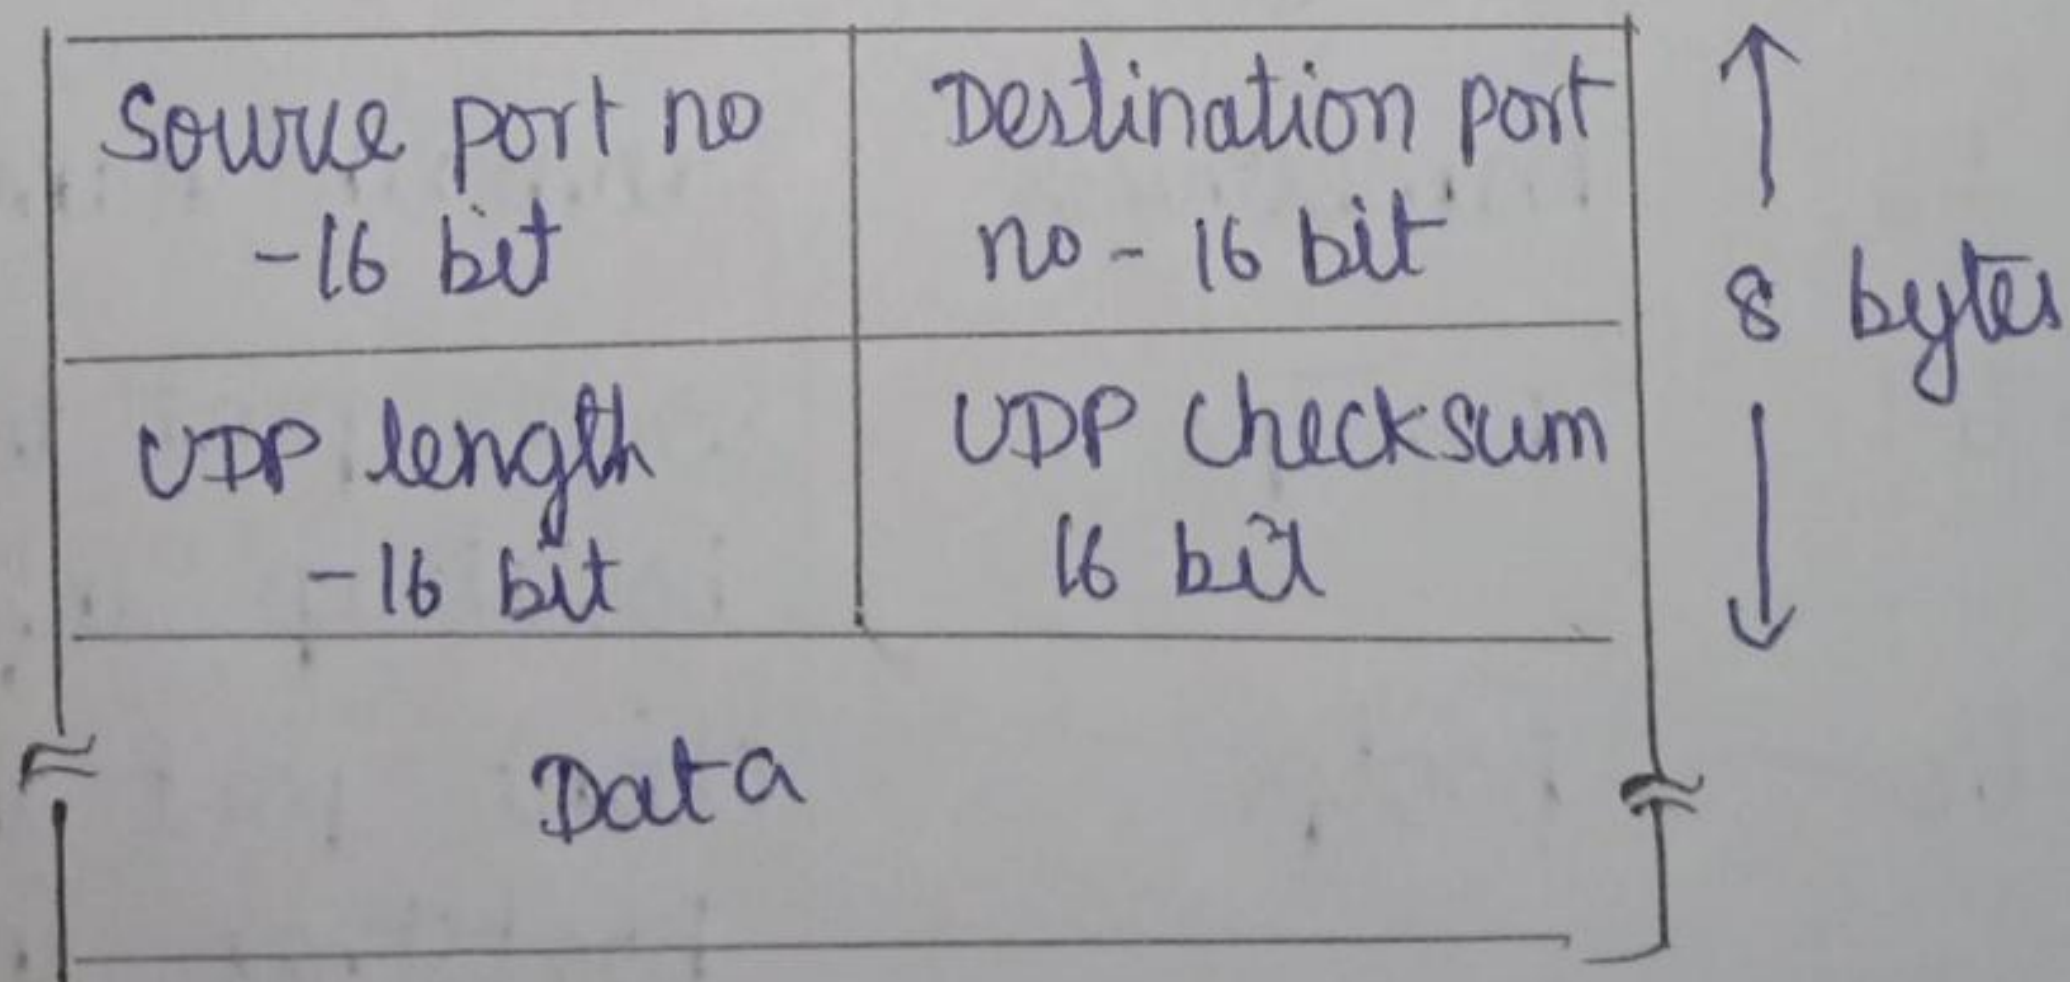 Source port no
-16 bit
Destination port
no - 16 bit
8 bytes
UDP length
-16 bit
UDP checksum
16 bit
Data